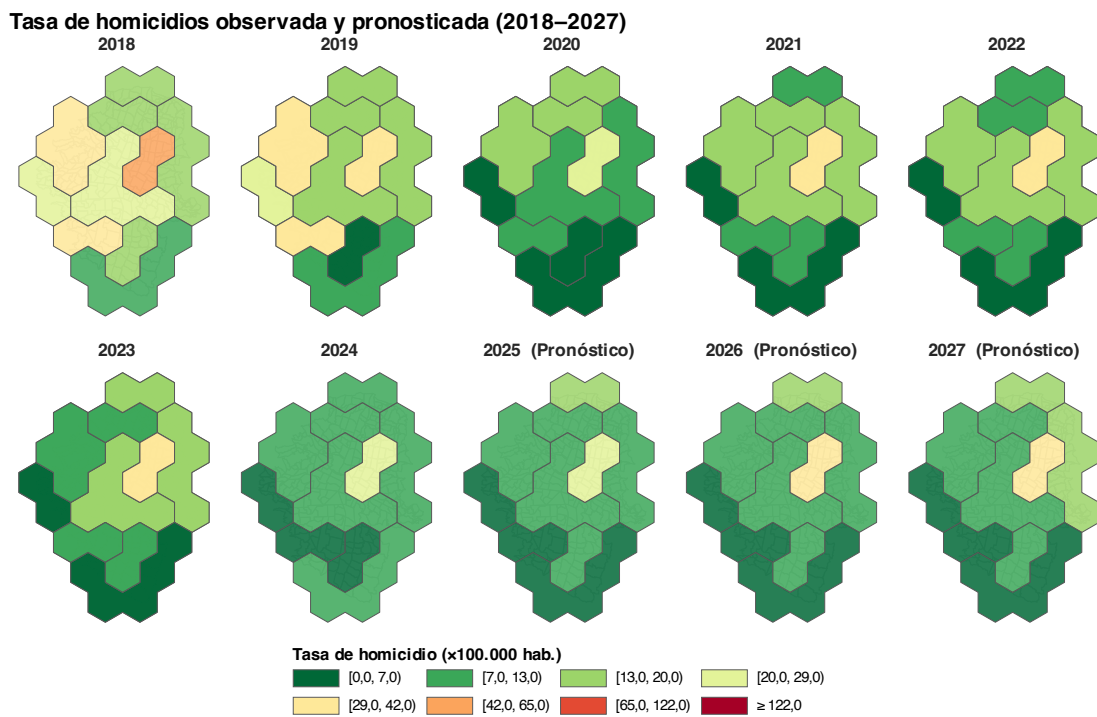 Tasa de homicidios observada y pronosticada (2018–2027)
2018 2019 2020 2021 2022
2023 2024 2025 (Pronóstico) 2026 (Pronóstico) 2027 (Pronóstico)
Tasa de homicidio (×100.000 hab.)
[0,0, 7,0) [7,0, 13,0) [13,0, 20,0) [20,0, 29,0)
[29,0, 42,0) [42,0, 65,0) [65,0, 122,0) ≥ 122,0